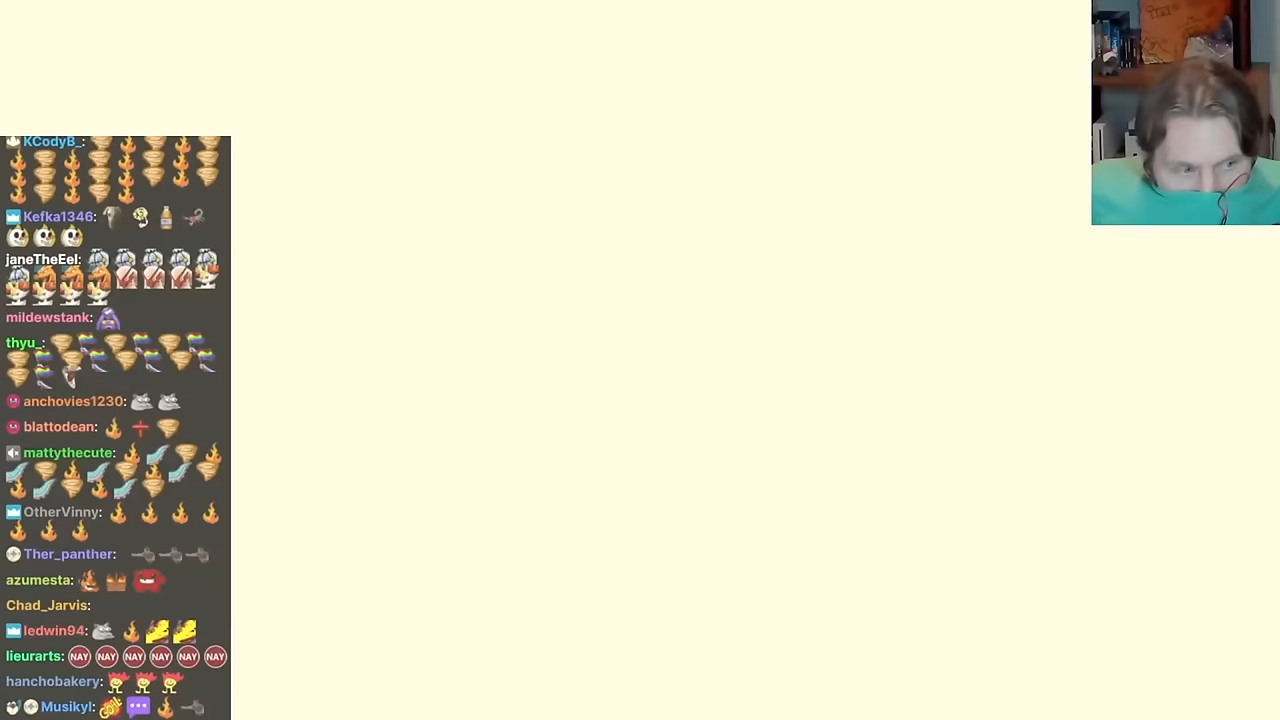 KCodyB_:
Kefka1346:
janeTheEel:
mildewstank:
thyu_:
anchovies1230:
blattodean:
mattythecute:
OtherVinny:
Ther_panther:
azumesta:
Chad_Jarvis:
ledwin94:
lieurarts: NAY NAY NAY NAY NAY NAY
hanchobakery:
Musikyl: